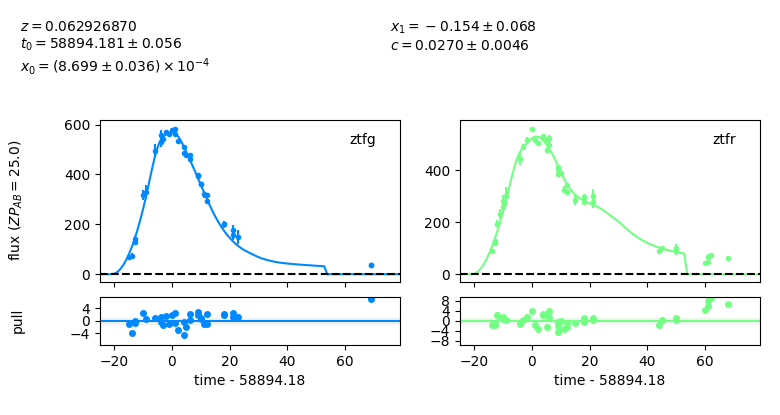 z = 0.062926870
t₀ = 58894.181 ± 0.056
x₀ = (8.699 ± 0.036) × 10⁻⁴
x₁ = −0.154 ± 0.068
c = 0.0270 ± 0.0046
flux (ZP_AB = 25.0)
600
400
200
0
ztfg
400
200
0
ztfr
pull
4
0
−4
−20 0 20 40 60
time - 58894.18
8
4
0
−4
−8
−20 0 20 40 60
time - 58894.18